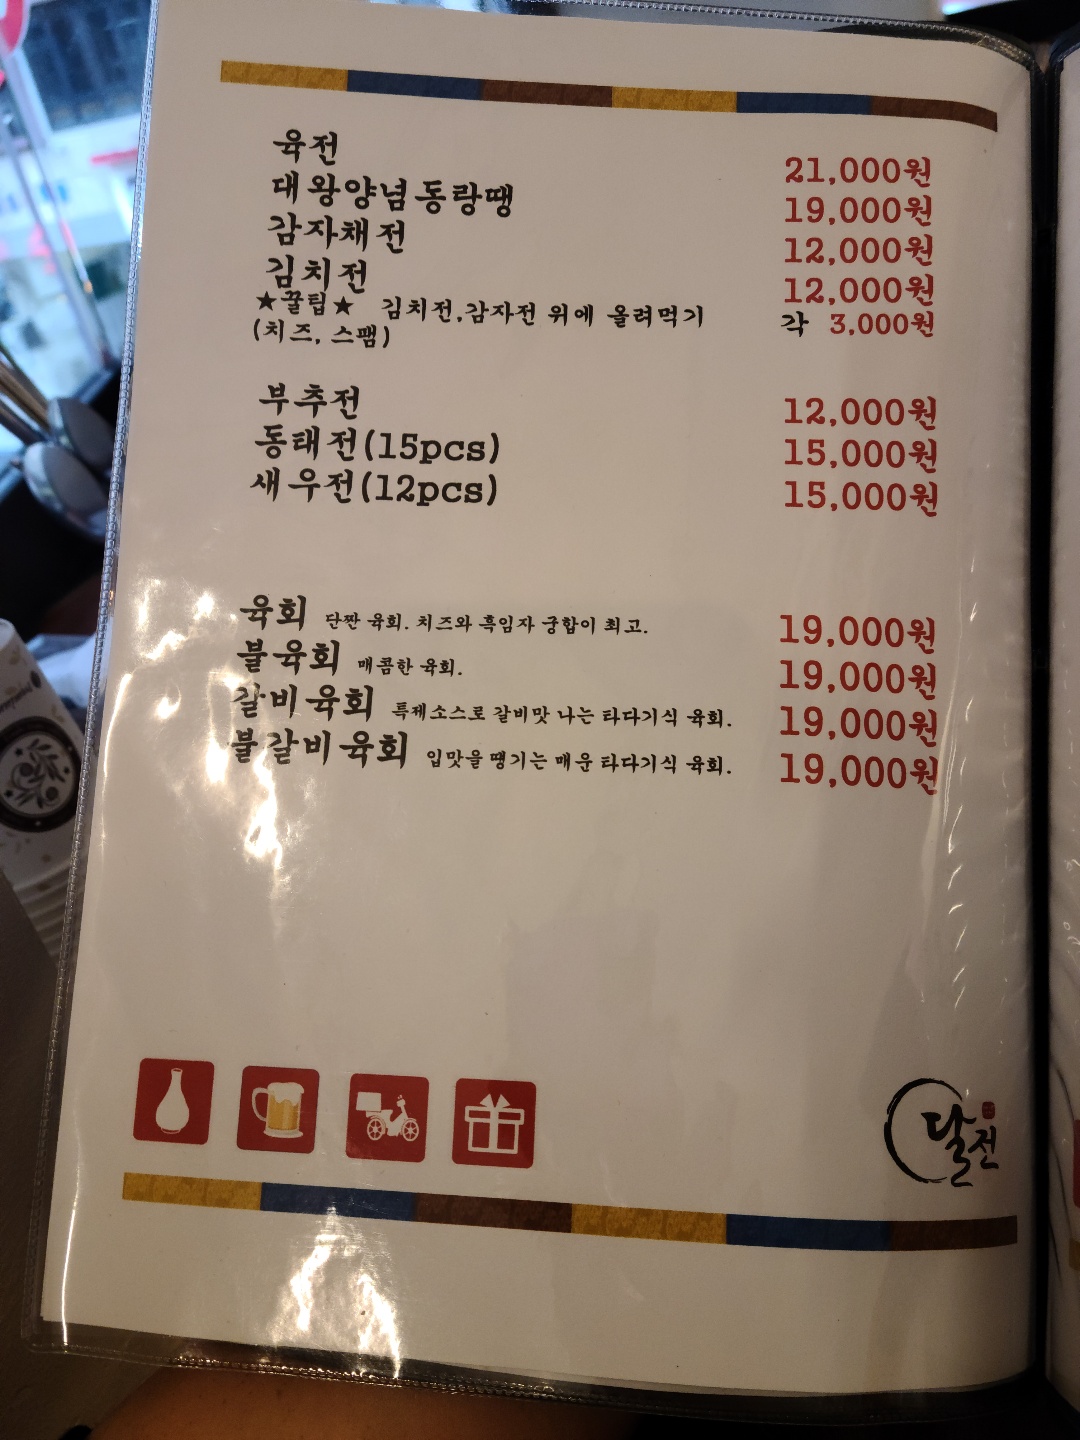 육전 21,000원
대왕양념동랑땡 19,000원
감자채전 12,000원
김치전 12,000원
★꿀팁★ 김치전,감자전 위에 올려먹기 각 3,000원
(치즈, 스팸)
부추전 12,000원
동태전(15pcs) 15,000원
새우전(12pcs) 15,000원
육회 단짠 육회. 치즈와 흑임자 궁합이 최고. 19,000원
불육회 매콤한 육회. 19,000원
갈비육회 특제소스로 갈비맛 나는 타다기식 육회. 19,000원
불갈비육회 입맛을 떙기는 매운 타다기식 육회. 19,000원
달전